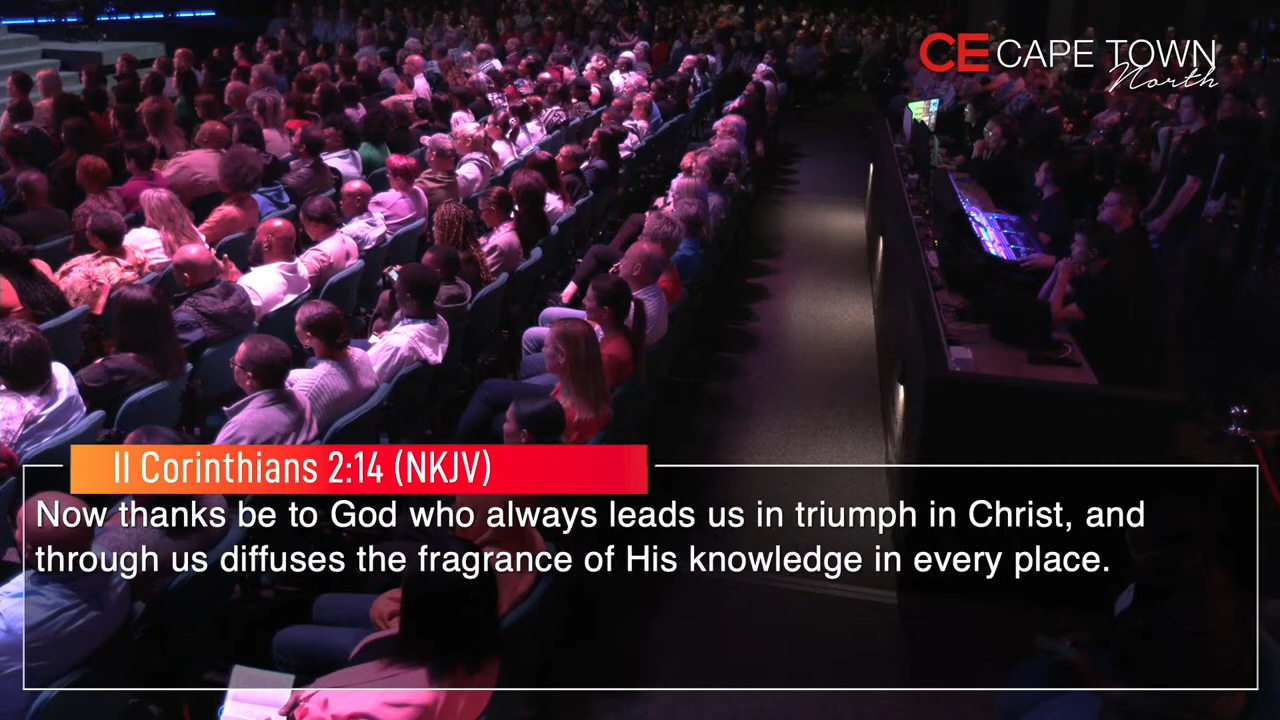 CE CAPE TOWN
North
II Corinthians 2:14 (NKJV)
Now thanks be to God who always leads us in triumph in Christ, and
through us diffuses the fragrance of His knowledge in every place.